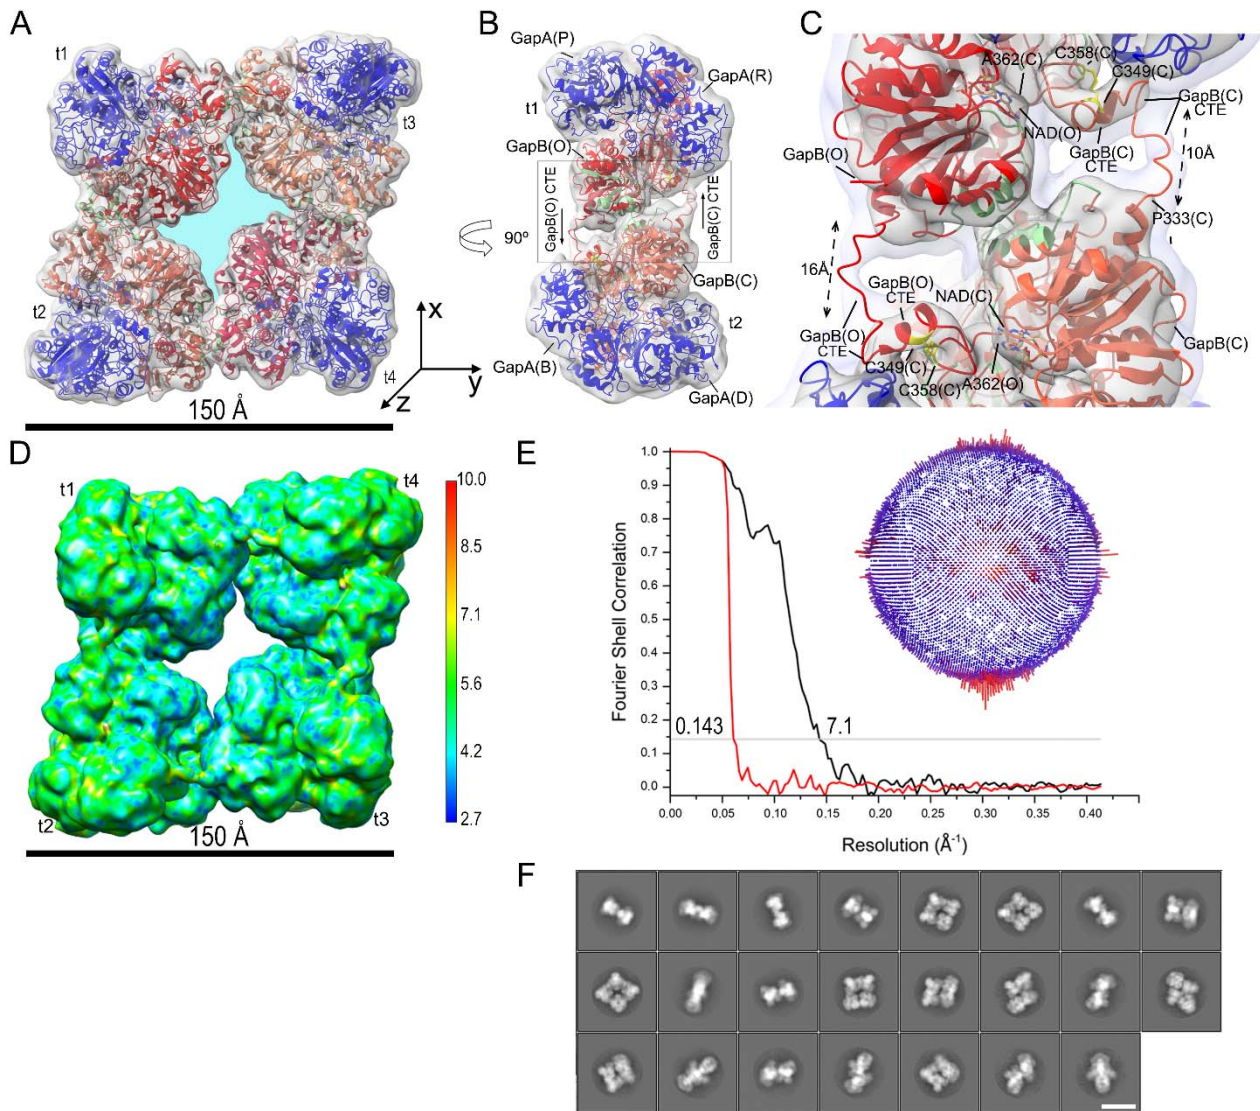 A
t1
t3
t2
t4
x
y
z
150 Å
B
GapA(P)
GapA(R)
t1
GapB(O)
GapB(O) CTE
GapB(C) CTE
90º
GapB(C)
t2
GapA(B)
GapA(D)
C
A362(C)
C358(C)
C349(C)
GapB(C)
CTE
NAD(O)
GapB(C)
CTE
10Å
GapB(O)
P333(C)
16Å
GapB(O)
CTE
NAD(C)
GapB(O)
CTE
GapB(C)
C349(C)
C358(C)
A362(O)
D
t1
t4
t2
t3
150 Å
10.0
8.5
7.1
5.6
4.2
2.7
E
1.0
0.9
0.8
0.7
0.6
0.5
0.4
0.3
0.2
0.1
0.0
Fourier Shell Correlation
0.143
7.1
0.00
0.05
0.10
0.15
0.20
0.25
0.30
0.35
0.40
Resolution (Å⁻¹)
F